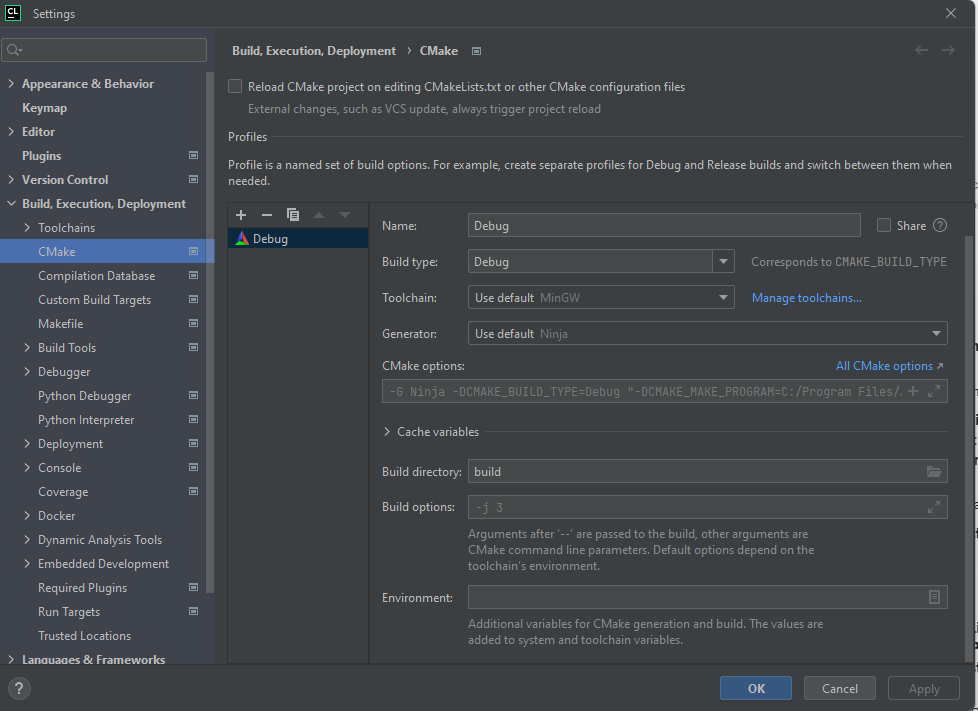 CL Settings
Appearance & Behavior
Keymap
Editor
Plugins
Version Control
Build, Execution, Deployment
Toolchains
CMake
Compilation Database
Custom Build Targets
Makefile
Build Tools
Debugger
Python Debugger
Python Interpreter
Deployment
Console
Coverage
Docker
Dynamic Analysis Tools
Embedded Development
Required Plugins
Run Targets
Trusted Locations
Languages & Frameworks
Build, Execution, Deployment › CMake
Reload CMake project on editing CMakeLists.txt or other CMake configuration files
External changes, such as VCS update, always trigger project reload
Profiles
Profile is a named set of build options. For example, create separate profiles for Debug and Release builds and switch between them when
needed.
Debug
Name: Debug Share ?
Build type: Debug Corresponds to CMAKE_BUILD_TYPE
Toolchain: Use default MinGW Manage toolchains...
Generator: Use default Ninja
CMake options: All CMake options ↗
-G Ninja -DCMAKE_BUILD_TYPE=Debug "-DCMAKE_MAKE_PROGRAM=C:/Program Files/
Cache variables
Build directory: build
Build options: -j 3
Arguments after '--' are passed to the build, other arguments are
CMake command line parameters. Default options depend on the
toolchain's environment.
Environment:
Additional variables for CMake generation and build. The values are
added to system and toolchain variables.
? OK Cancel Apply